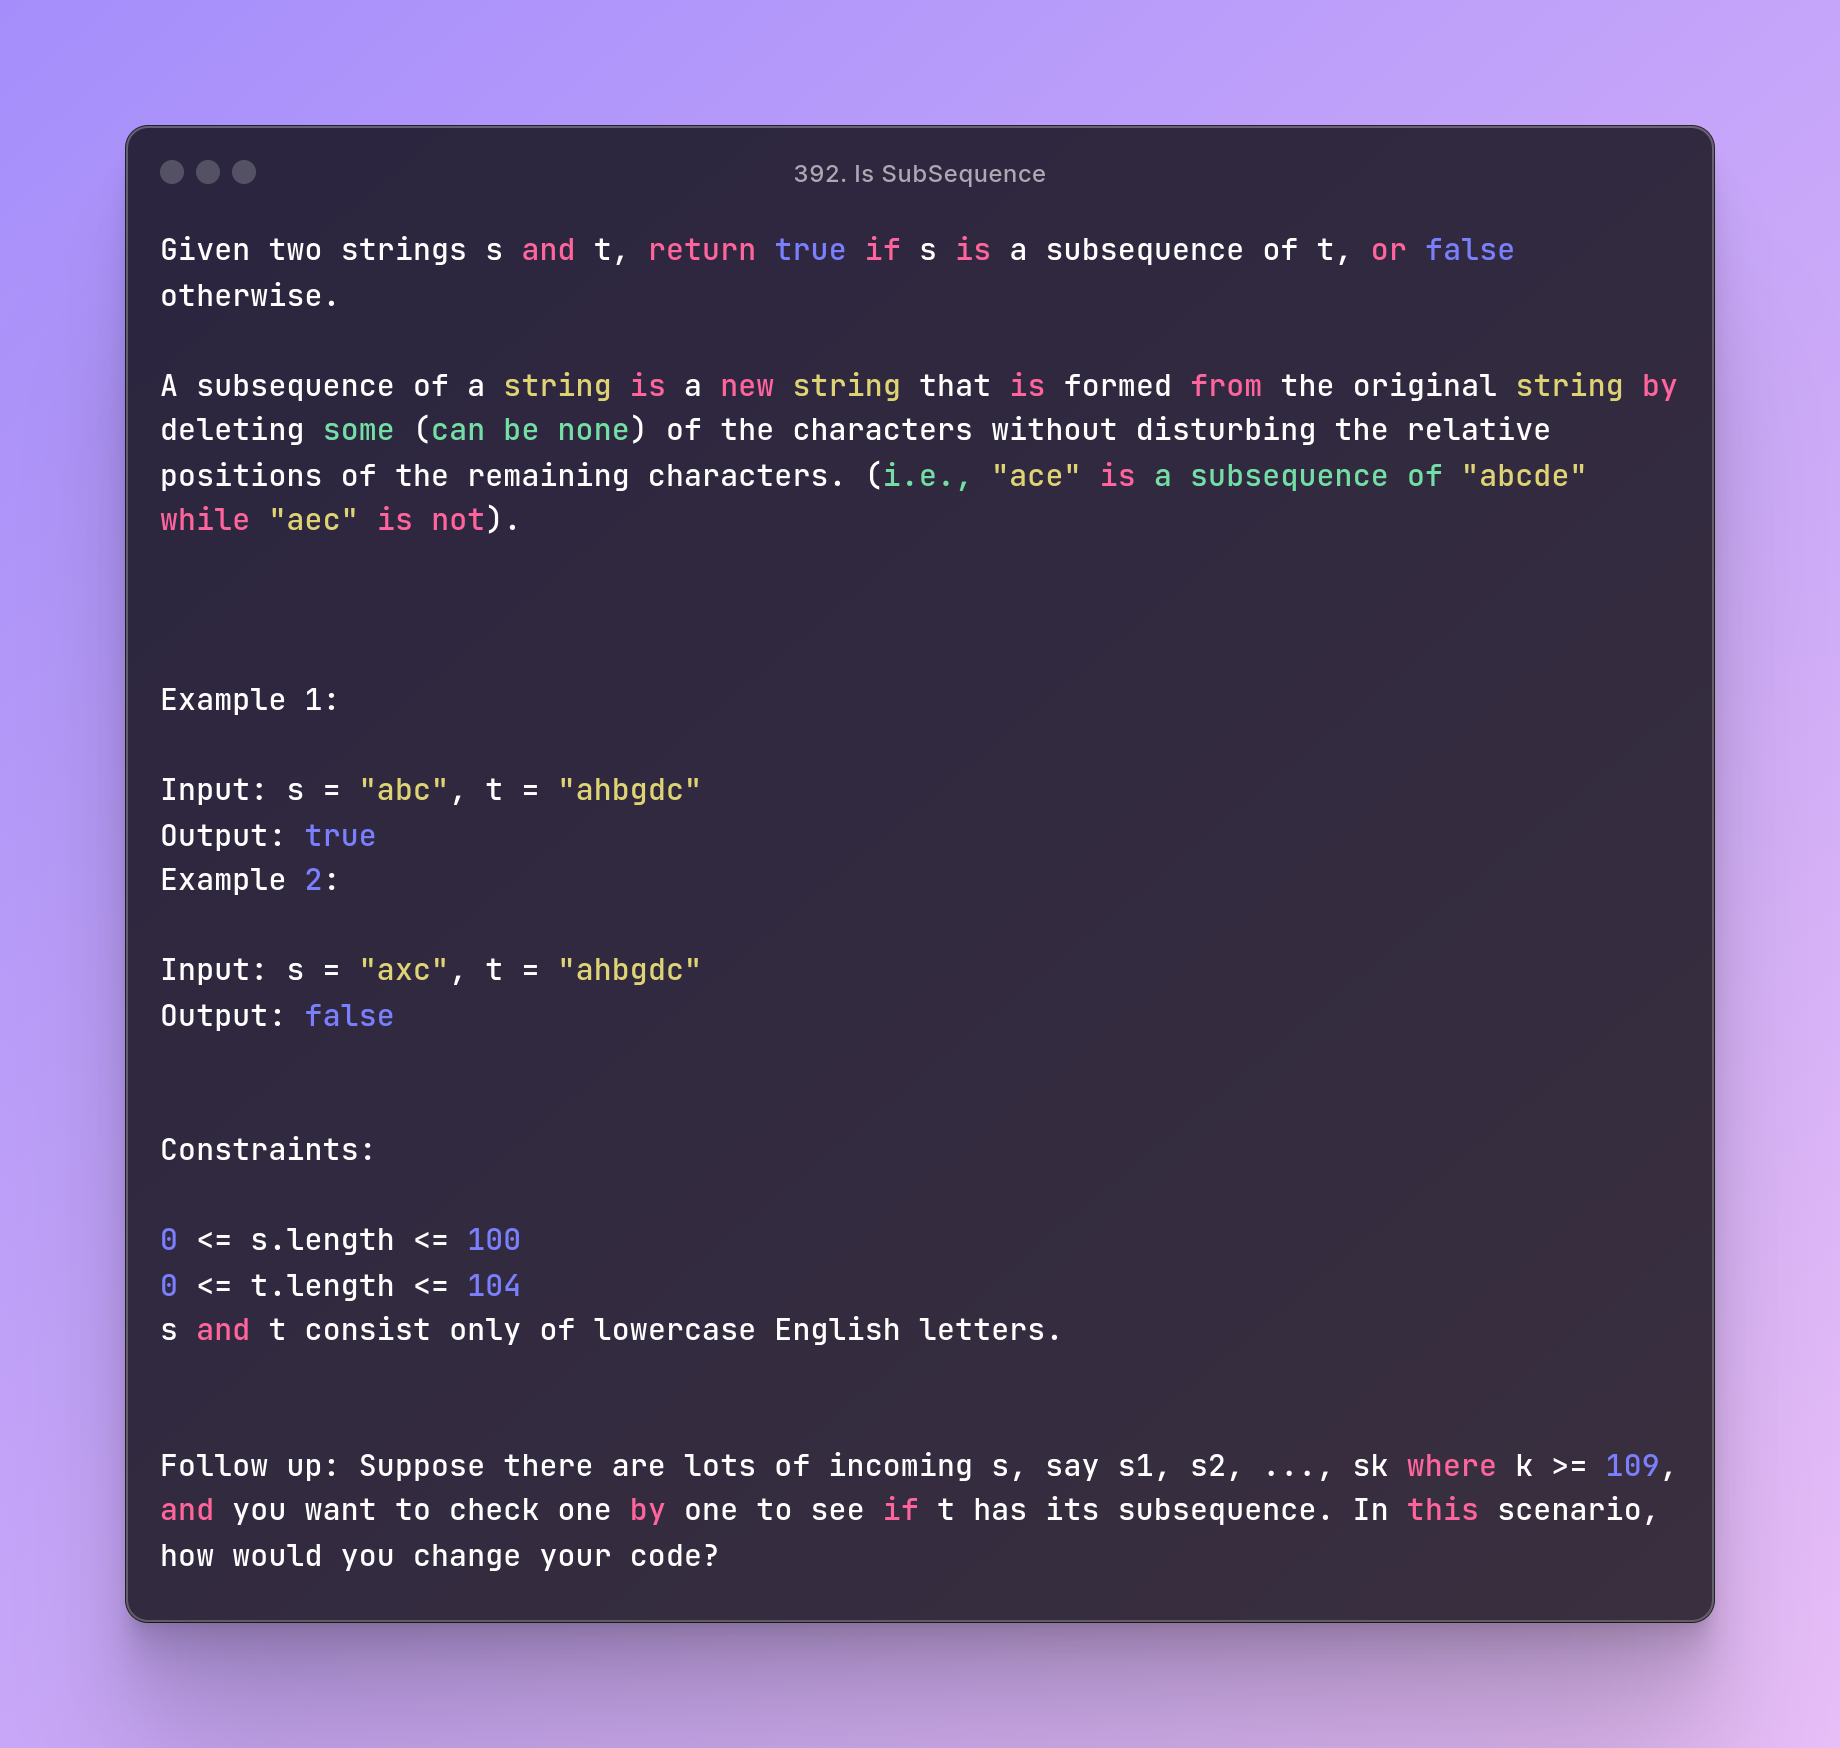 392. Is SubSequence
Given two strings s and t, return true if s is a subsequence of t, or false
otherwise.
A subsequence of a string is a new string that is formed from the original string by
deleting some (can be none) of the characters without disturbing the relative
positions of the remaining characters. (i.e., "ace" is a subsequence of "abcde"
while "aec" is not).
Example 1:
Input: s = "abc", t = "ahbgdc"
Output: true
Example 2:
Input: s = "axc", t = "ahbgdc"
Output: false
Constraints:
0 <= s.length <= 100
0 <= t.length <= 104
s and t consist only of lowercase English letters.
Follow up: Suppose there are lots of incoming s, say s1, s2, ..., sk where k >= 109,
and you want to check one by one to see if t has its subsequence. In this scenario,
how would you change your code?